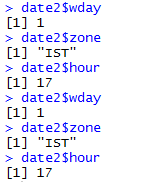 > date2$wday
[1] 1
> date2$zone
[1] "IST"
> date2$hour
[1] 17
> date2$wday
[1] 1
> date2$zone
[1] "IST"
> date2$hour
[1] 17